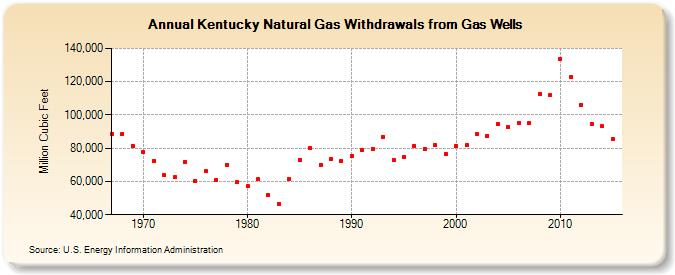 Annual Kentucky Natural Gas Withdrawals from Gas Wells
Million Cubic Feet
140,000
120,000
100,000
80,000
60,000
40,000
1970 1980 1990 2000 2010
Source: U.S. Energy Information Administration